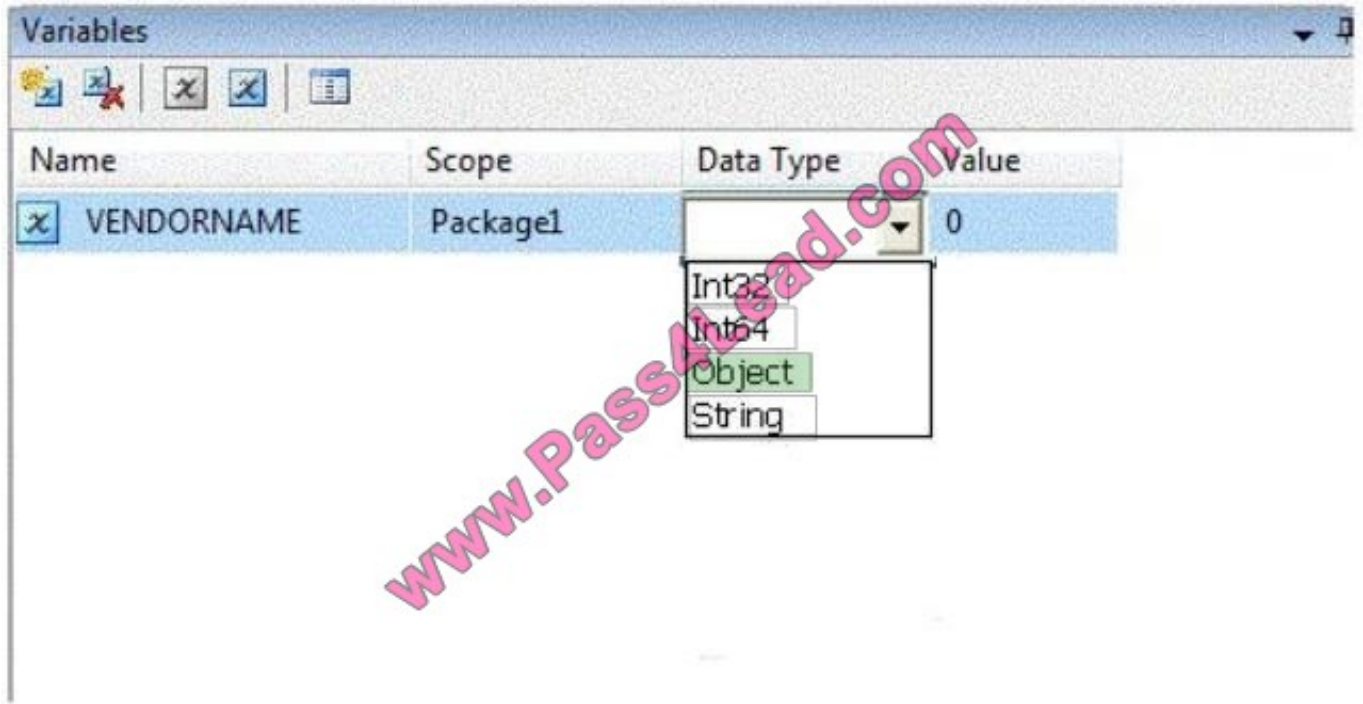 Variables
Name Scope Data Type Value
VENDORNAME Package1 0
Int32
Int64
Object
String
www.Pass4Lead.com